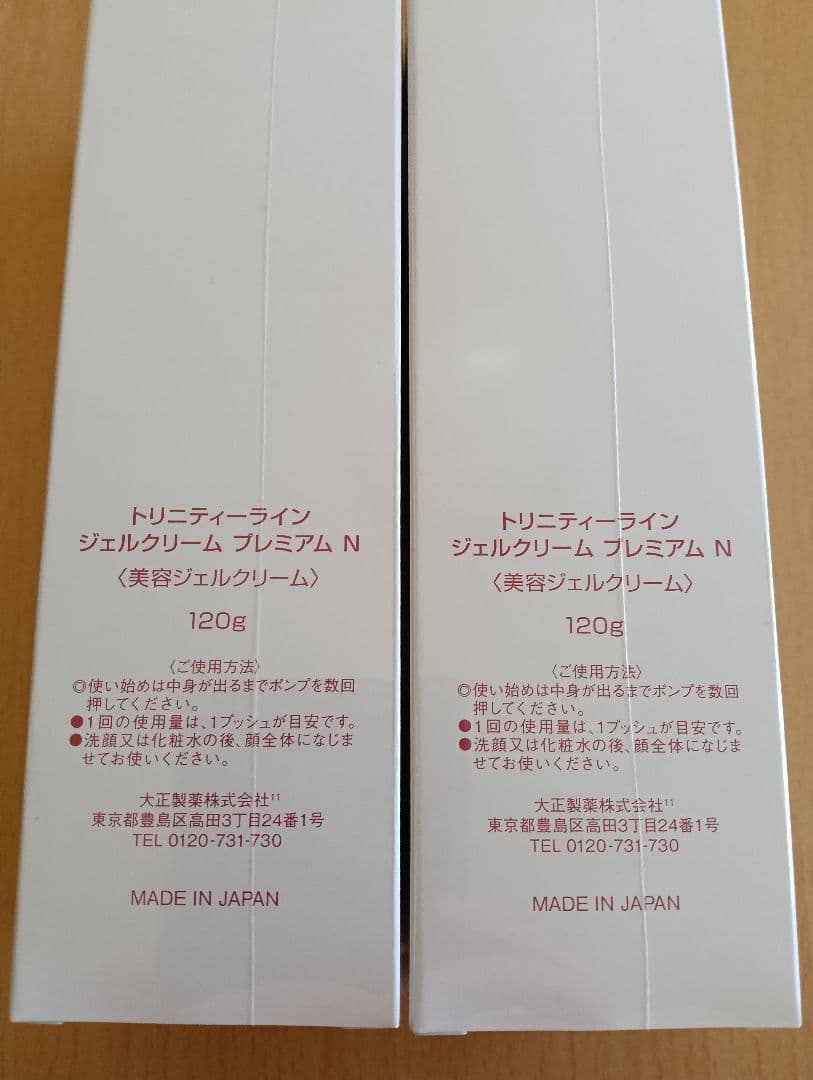 トリニティーライン
ジェルクリーム プレミアム N
〈美容ジェルクリーム〉
120g
〈ご使用方法〉
◎使い始めは中身が出るまでポンプを数回
押してください。
●1回の使用量は、1プッシュが目安です。
●洗顔又は化粧水の後、顔全体になじま
せてお使いください。
大正製薬株式会社¹¹
東京都豊島区高田3丁目24番1号
TEL 0120-731-730
MADE IN JAPAN
トリニティーライン
ジェルクリーム プレミアム N
〈美容ジェルクリーム〉
120g
〈ご使用方法〉
◎使い始めは中身が出るまでポンプを数回
押してください。
●1回の使用量は、1プッシュが目安です。
●洗顔又は化粧水の後、顔全体になじま
せてお使いください。
大正製薬株式会社¹¹
東京都豊島区高田3丁目24番1号
TEL 0120-731-730
MADE IN JAPAN